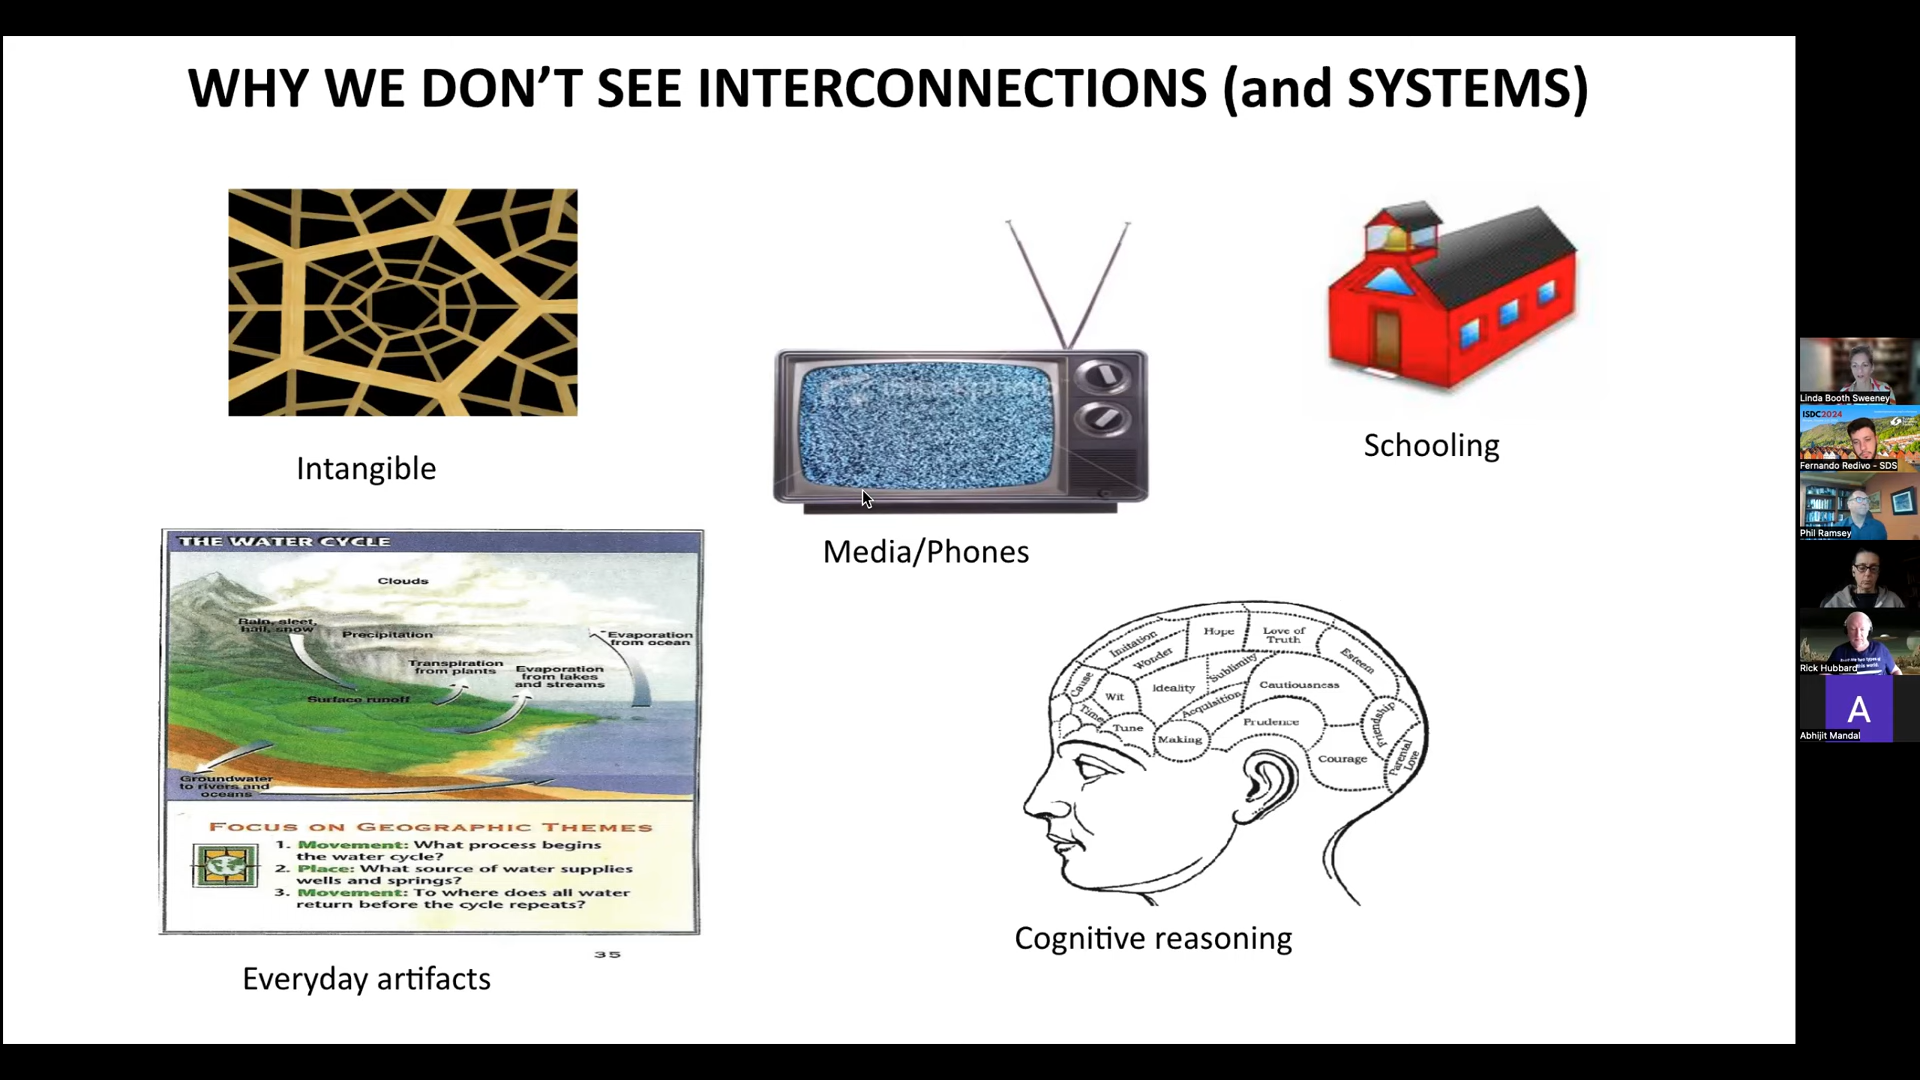 WHY WE DON’T SEE INTERCONNECTIONS (and SYSTEMS)
Intangible
Media/Phones
Schooling
THE WATER CYCLE
Clouds
Rain, sleet,
hail, snow
Precipitation
Evaporation
from ocean
Transpiration
from plants
Evaporation
from lakes
and streams
Surface runoff
Groundwater
to rivers and
oceans
FOCUS ON GEOGRAPHIC THEMES
1. Movement: What process begins
the water cycle?
2. Place: What source of water supplies
wells and springs?
3. Movement: To where does all water
return before the cycle repeats?
35
Everyday artifacts
Imitation
Hope
Love of
Truth
Wonder
Sublimity
Esteem
Cause
Wit
Ideality
Cautiousness
Acquisition
Time
Tune
Making
Prudence
Friendship
Courage
Parental
Love
Cognitive reasoning
Linda Booth Sweeney
ISDC2024
Fernando Redivo - SDS
Phil Ramsey
Rick Hubbard
A
Abhijit Mandal